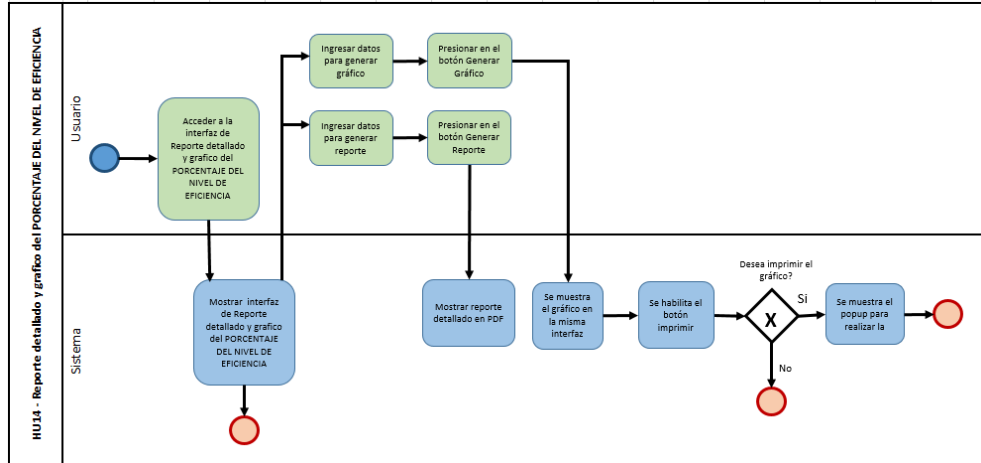 HU14 - Reporte detallado y grafico del PORCENTAJE DEL NIVEL DE EFICIENCIA
Usuario
Acceder a la
interfaz de
Reporte detallado
y grafico del
PORCENTAJE DEL
NIVEL DE
EFICIENCIA
Ingresar datos
para generar
gráfico
Presionar en el
botón Generar
Gráfico
Ingresar datos
para generar
reporte
Presionar en el
botón Generar
Reporte
Sistema
Mostrar interfaz
de Reporte
detallado y grafico
del PORCENTAJE
DEL NIVEL DE
EFICIENCIA
Mostrar reporte
detallado en PDF
Se muestra
el gráfico en
la misma
interfaz
Se habilita el
botón
imprimir
Desea imprimir el
gráfico?
X
Si
No
Se muestra el
popup para
realizar la